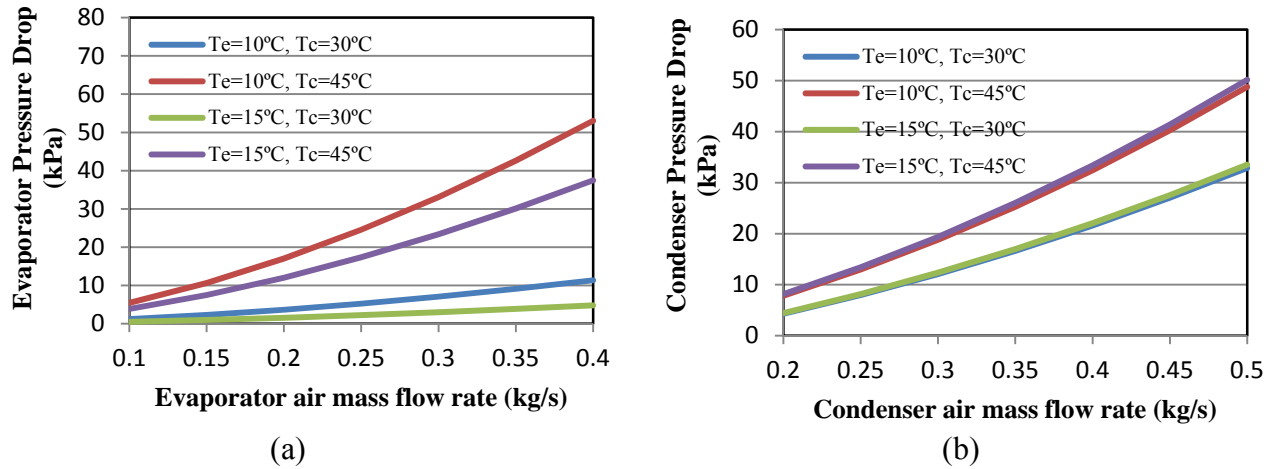 Evaporator Pressure Drop
(kPa)
80
70
60
50
40
30
20
10
0
Te=10ºC, Tc=30ºC
Te=10ºC, Tc=45ºC
Te=15ºC, Tc=30ºC
Te=15ºC, Tc=45ºC
0.1 0.15 0.2 0.25 0.3 0.35 0.4
Evaporator air mass flow rate (kg/s)
(a)
Condenser Pressure Drop
(kPa)
60
50
40
30
20
10
0
Te=10ºC, Tc=30ºC
Te=10ºC, Tc=45ºC
Te=15ºC, Tc=30ºC
Te=15ºC, Tc=45ºC
0.2 0.25 0.3 0.35 0.4 0.45 0.5
Condenser air mass flow rate (kg/s)
(b)